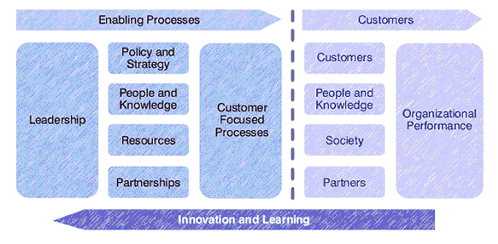 Enabling Processes
Customers
Leadership
Policy and
Strategy
People and
Knowledge
Resources
Partnerships
Customer
Focused
Processes
Customers
People and
Knowledge
Society
Partners
Organizational
Performance
Innovation and Learning